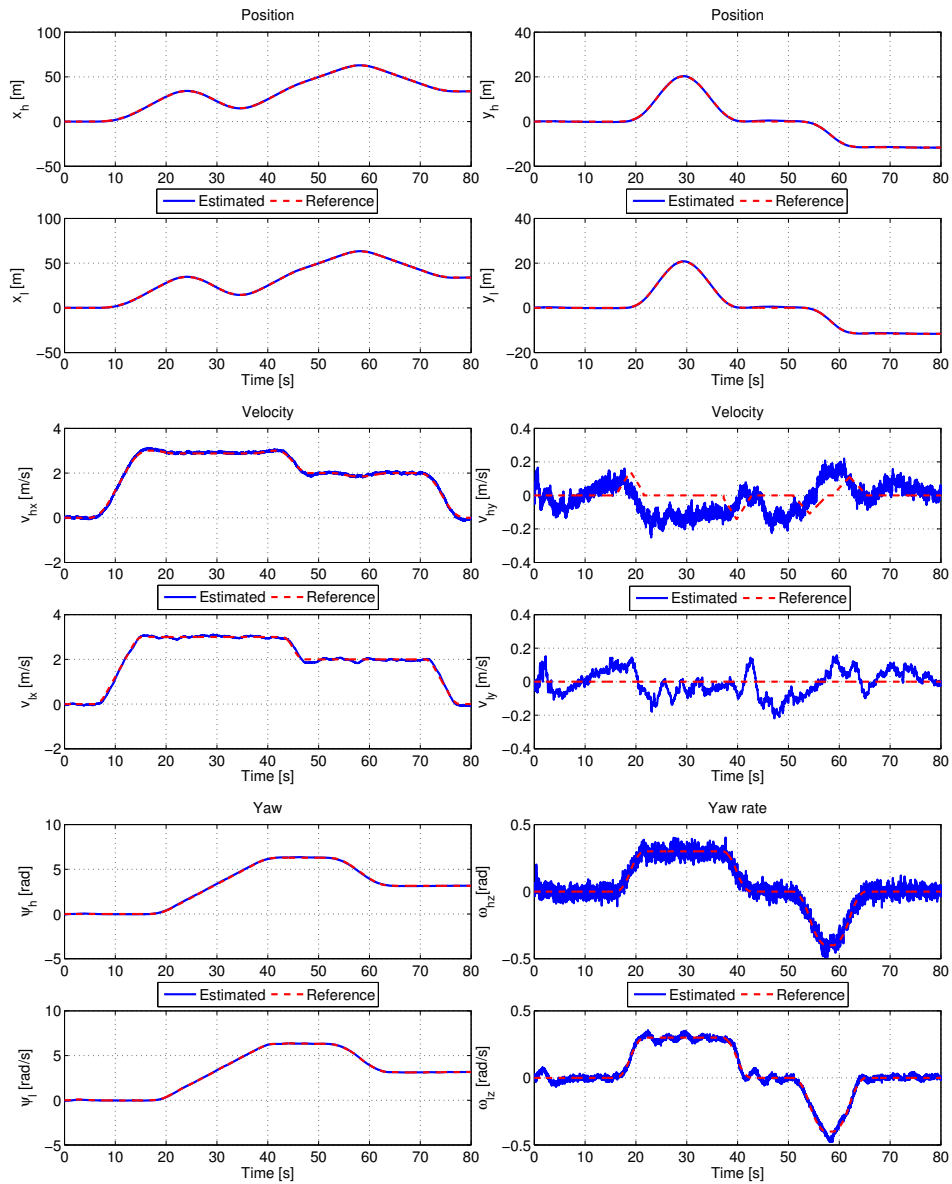 Position
Position
x_h [m]
100
50
0
−50
0 10 20 30 40 50 60 70 80
y_h [m]
40
20
0
−20
0 10 20 30 40 50 60 70 80
Estimated Reference
Estimated Reference
x_l [m]
100
50
0
−50
0 10 20 30 40 50 60 70 80
Time [s]
y_l [m]
40
20
0
−20
0 10 20 30 40 50 60 70 80
Time [s]
Velocity
Velocity
v_hx [m/s]
4
2
0
−2
0 10 20 30 40 50 60 70 80
v_hy [m/s]
0.4
0.2
0
−0.2
−0.4
0 10 20 30 40 50 60 70 80
Estimated Reference
Estimated Reference
v_lx [m/s]
4
2
0
−2
0 10 20 30 40 50 60 70 80
Time [s]
v_ly [m/s]
0.4
0.2
0
−0.2
−0.4
0 10 20 30 40 50 60 70 80
Time [s]
Yaw
Yaw rate
ψ_h [rad]
10
5
0
−5
0 10 20 30 40 50 60 70 80
ω_hz [rad]
0.5
0
−0.5
0 10 20 30 40 50 60 70 80
Estimated Reference
Estimated Reference
ψ_l [rad/s]
10
5
0
−5
0 10 20 30 40 50 60 70 80
Time [s]
ω_lz [rad/s]
0.5
0
−0.5
0 10 20 30 40 50 60 70 80
Time [s]